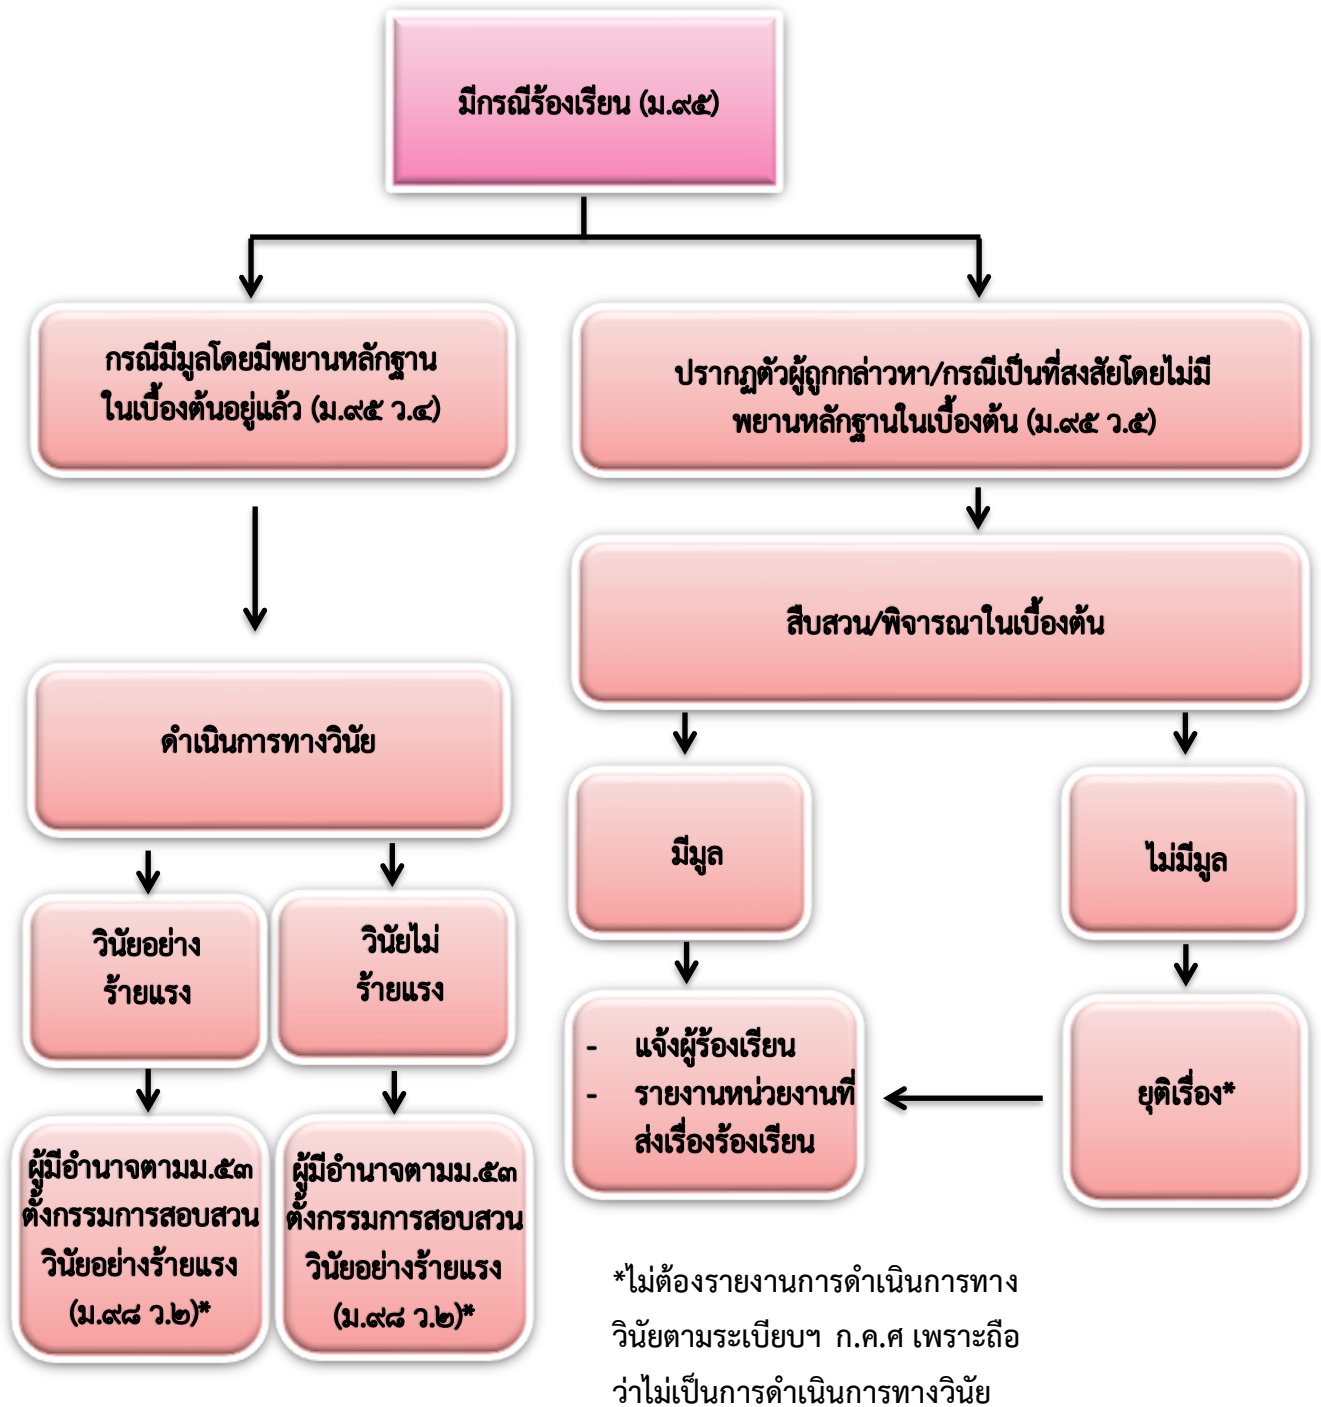 มีกรณีร้องเรียน (ม.๙๕)
กรณีมีมูลโดยมีพยานหลักฐาน
ในเบื้องต้นอยู่แล้ว (ม.๙๕ ว.๔)
ปรากฏตัวผู้ถูกกล่าวหา/กรณีเป็นที่สงสัยโดยไม่มี
พยานหลักฐานในเบื้องต้น (ม.๙๕ ว.๕)
สืบสวน/พิจารณาในเบื้องต้น
ดำเนินการทางวินัย
มีมูล
ไม่มีมูล
วินัยอย่าง
ร้ายแรง
วินัยไม่
ร้ายแรง
- แจ้งผู้ร้องเรียน
- รายงานหน่วยงานที่
ส่งเรื่องร้องเรียน
ยุติเรื่อง*
ผู้มีอำนาจตามม.๕๓
ตั้งกรรมการสอบสวน
วินัยอย่างร้ายแรง
(ม.๙๘ ว.๒)*
ผู้มีอำนาจตามม.๕๓
ตั้งกรรมการสอบสวน
วินัยอย่างร้ายแรง
(ม.๙๘ ว.๒)*
*ไม่ต้องรายงานการดำเนินการทาง
วินัยตามระเบียบฯ ก.ค.ศ เพราะถือ
ว่าไม่เป็นการดำเนินการทางวินัย